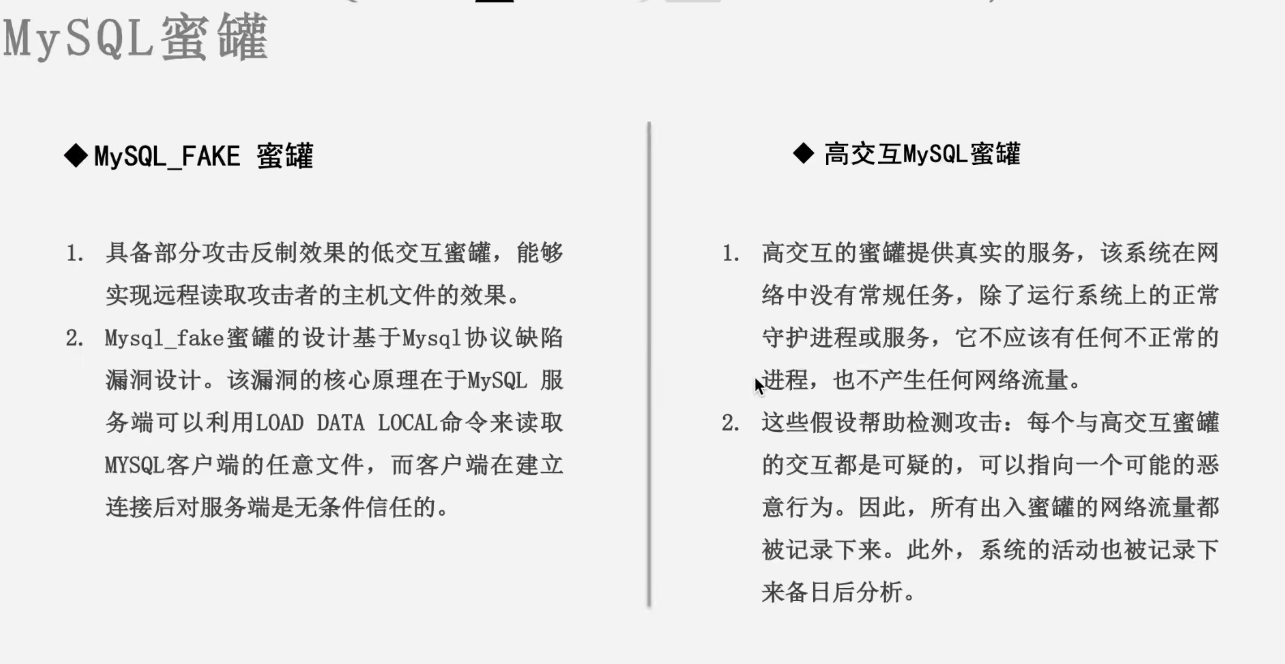 MySQL蜜罐
◆MySQL_FAKE 蜜罐
1. 具备部分攻击反制效果的低交互蜜罐，能够
实现远程读取攻击者的主机文件的效果。
2. Mysql_fake蜜罐的设计基于Mysql协议缺陷
漏洞设计。该漏洞的核心原理在于MySQL 服
务端可以利用LOAD DATA LOCAL命令来读取
MYSQL客户端的任意文件，而客户端在建立
连接后对服务端是无条件信任的。
◆ 高交互MySQL蜜罐
1. 高交互的蜜罐提供真实的服务，该系统在网
络中没有常规任务，除了运行系统上的正常
守护进程或服务，它不应该有任何不正常的
进程，也不产生任何网络流量。
2. 这些假设帮助检测攻击：每个与高交互蜜罐
的交互都是可疑的，可以指向一个可能的恶
意行为。因此，所有出入蜜罐的网络流量都
被记录下来。此外，系统的活动也被记录下
来备日后分析。